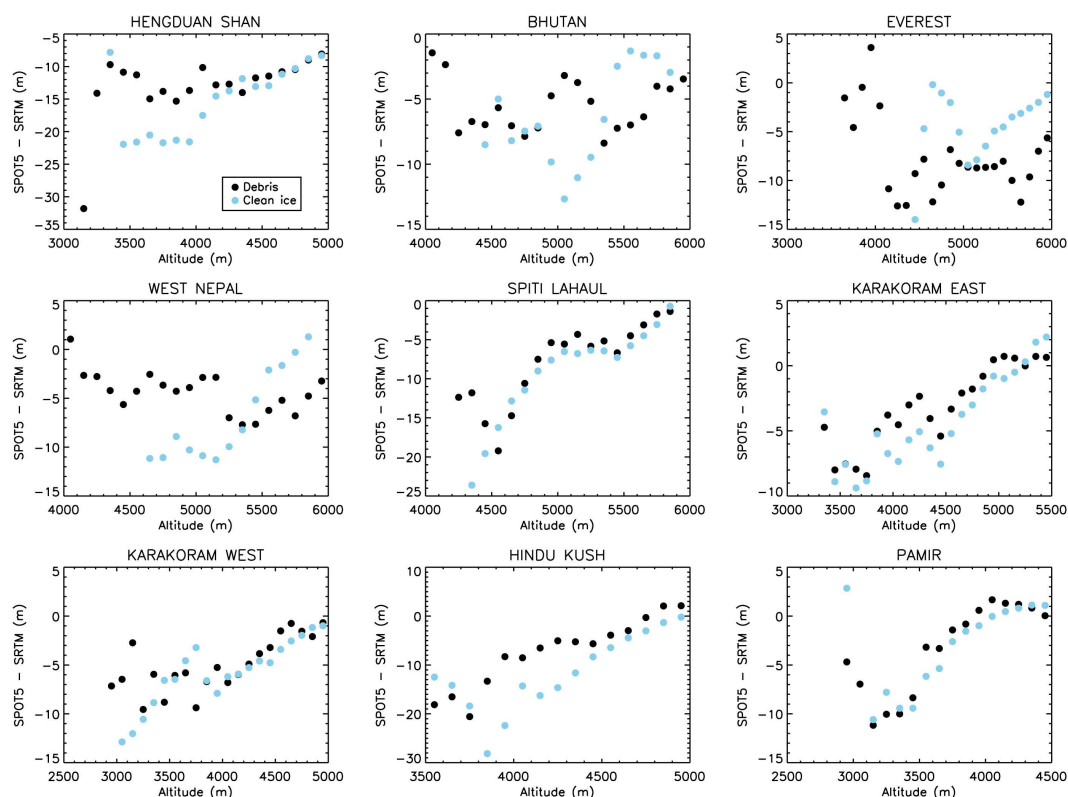 HENGDUAN SHAN
-5
-10
-15
-20
-25
-30
-35
SPOT5 - SRTM (m)
Debris
Clean ice
3000 3500 4000 4500 5000
Altitude (m)
BHUTAN
0
-5
-10
-15
SPOT5 - SRTM (m)
4000 4500 5000 5500 6000
Altitude (m)
EVEREST
5
0
-5
-10
-15
SPOT5 - SRTM (m)
3000 4000 5000 6000
Altitude (m)
WEST NEPAL
5
0
-5
-10
-15
SPOT5 - SRTM (m)
4000 4500 5000 5500 6000
Altitude (m)
SPITI LAHAUL
0
-5
-10
-15
-20
-25
SPOT5 - SRTM (m)
4000 4500 5000 5500 6000
Altitude (m)
KARAKORAM EAST
5
0
-5
-10
SPOT5 - SRTM (m)
3000 3500 4000 4500 5000 5500
Altitude (m)
KARAKORAM WEST
5
0
-5
-10
-15
SPOT5 - SRTM (m)
2500 3000 3500 4000 4500 5000
Altitude (m)
HINDU KUSH
10
0
-10
-20
-30
SPOT5 - SRTM (m)
3500 4000 4500 5000
Altitude (m)
PAMIR
5
0
-5
-10
-15
SPOT5 - SRTM (m)
2500 3000 3500 4000 4500
Altitude (m)